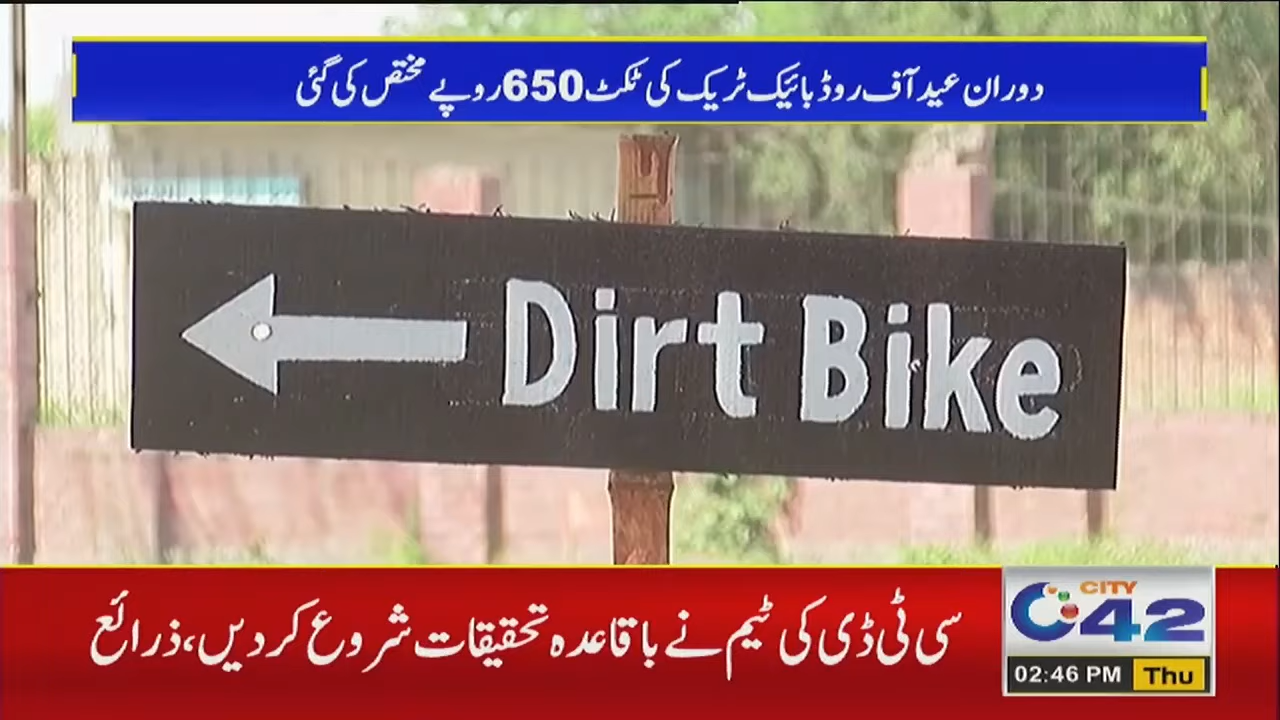 دوران عید آف روڈ بائیک ٹریک کی ٹکٹ 650 روپے مختص کی گئی
Dirt Bike
سی ٹی ڈی کی ٹیم نے باقاعدہ تحقیقات شروع کر دیں، ذرائع
CITY
42
02:46 PM Thu